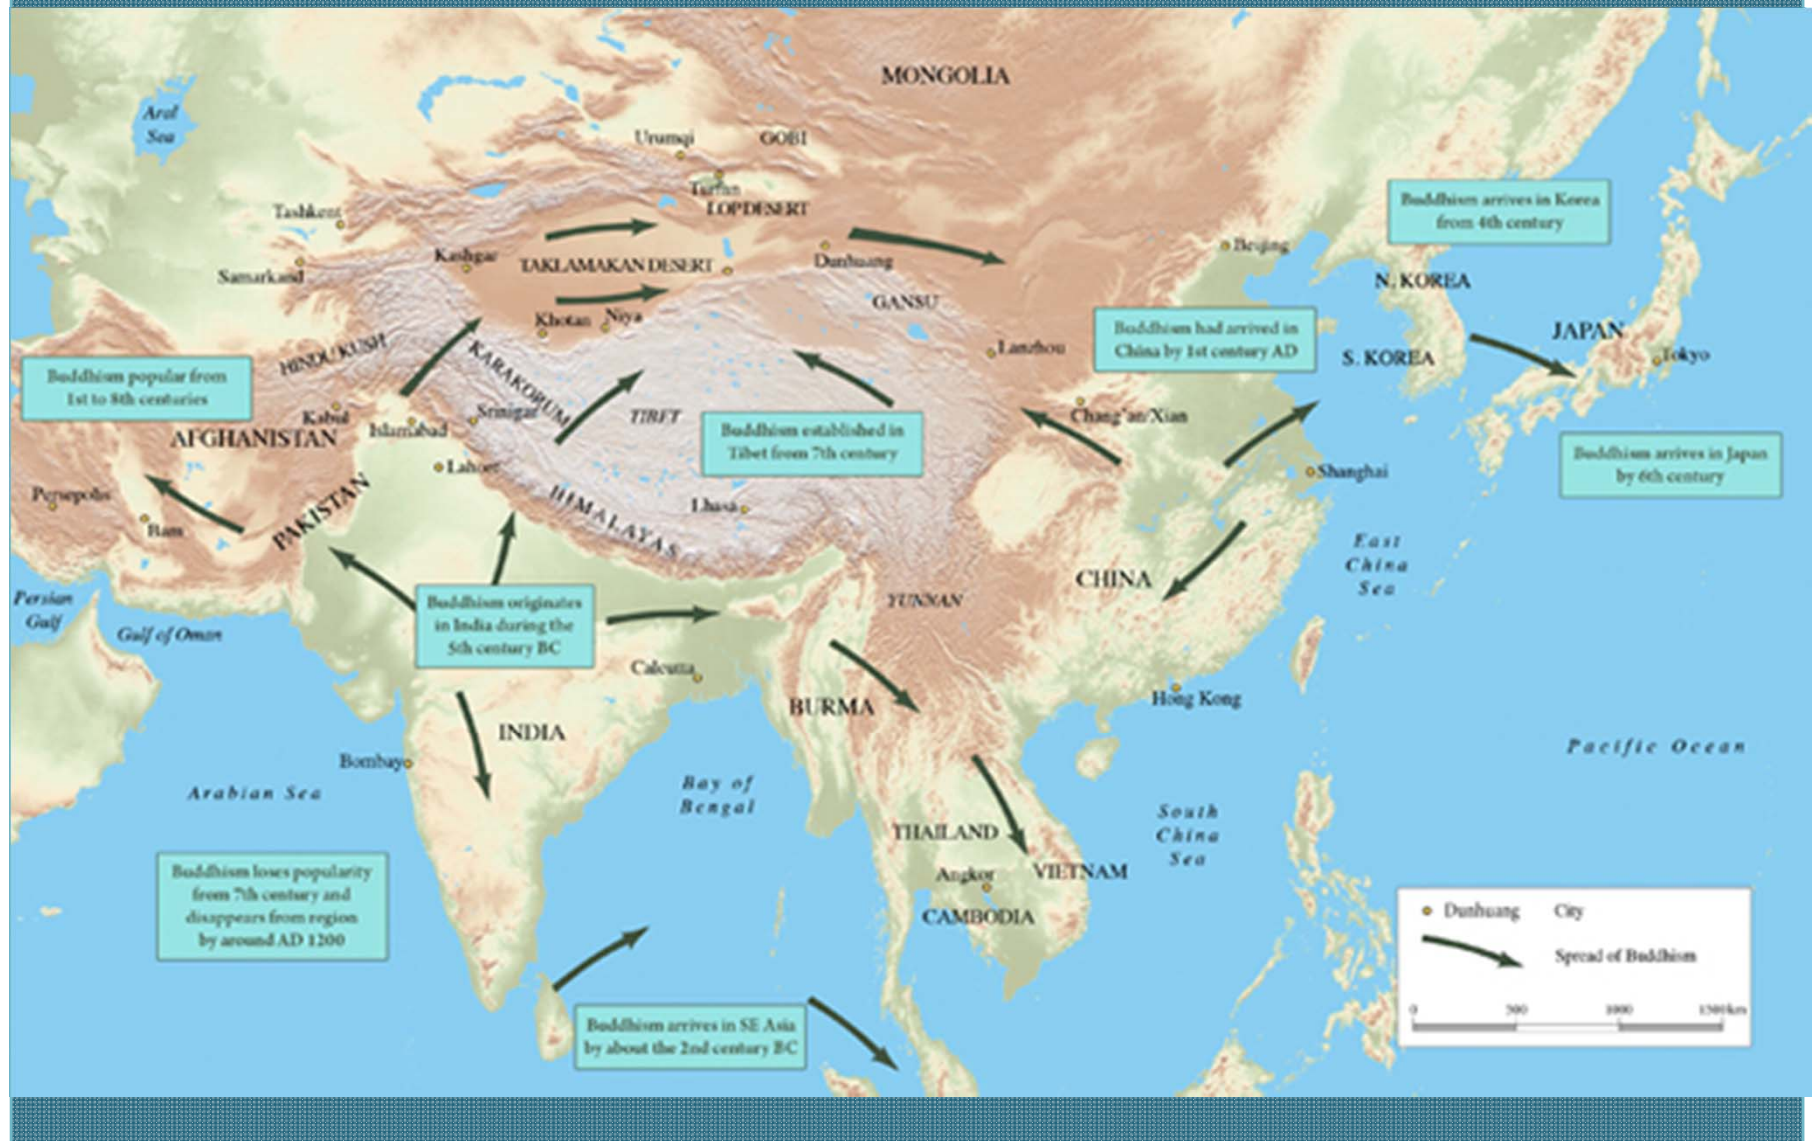 MONGOLIA
Aral
Sea
Urumqi
GOBI
Turfan
LOP DESERT
Tashkent
Buddhism arrives in Korea
from 4th century
Kashgar
TAKLAMAKAN DESERT
Dunhuang
Beijing
Samarkand
N. KOREA
GANSU
Khotan
Niya
Buddhism had arrived in
China by 1st century AD
JAPAN
HINDU KUSH
KARAKORUM
Lanzhou
S. KOREA
Tokyo
Buddhism popular from
1st to 8th centuries
Kabul
Srinigar
TIBET
Chang'an/Xian
AFGHANISTAN
Islamabad
Buddhism established in
Tibet from 7th century
Lahore
Shanghai
Buddhism arrives in Japan
by 6th century
Persepolis
PAKISTAN
HIMALAYAS
Lhasa
Bam
East
China
Sea
CHINA
Persian
Gulf
Gulf of Oman
Buddhism originates
in India during the
5th century BC
YUNNAN
Calcutta
BURMA
Hong Kong
INDIA
Bombay
Pacific Ocean
Arabian Sea
Bay of
Bengal
South
China
Sea
THAILAND
VIETNAM
Angkor
CAMBODIA
Buddhism loses popularity
from 7th century and
disappears from region
by around AD 1200
Dunhuang City
Spread of Buddhism
0 500 1000 1500km
Buddhism arrives in SE Asia
by about the 2nd century BC